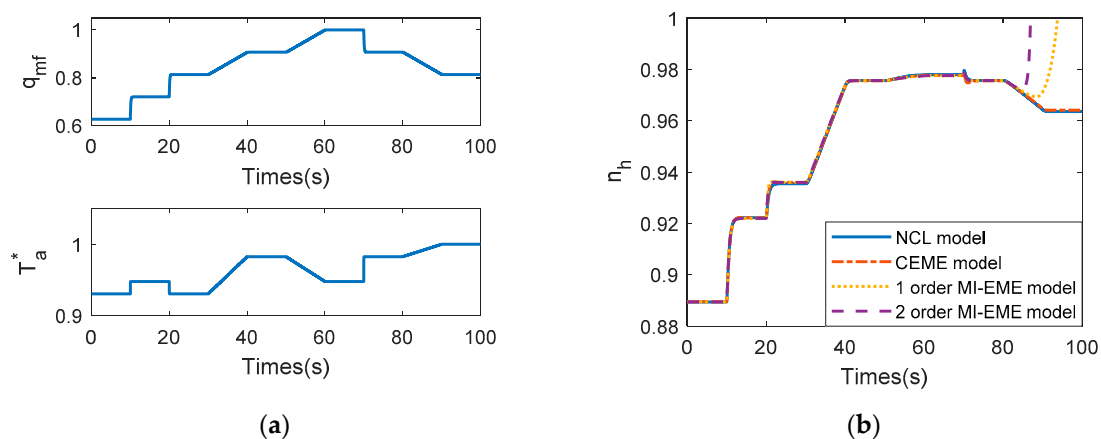 1
0.8
0.6
q_mf
0 20 40 60 80 100
Times(s)
1
0.9
T_a^*
0 20 40 60 80 100
Times(s)
(a)
1
0.98
0.96
0.94
0.92
0.9
0.88
n_h
NCL model
CEME model
1 order MI-EME model
2 order MI-EME model
0 20 40 60 80 100
Times(s)
(b)